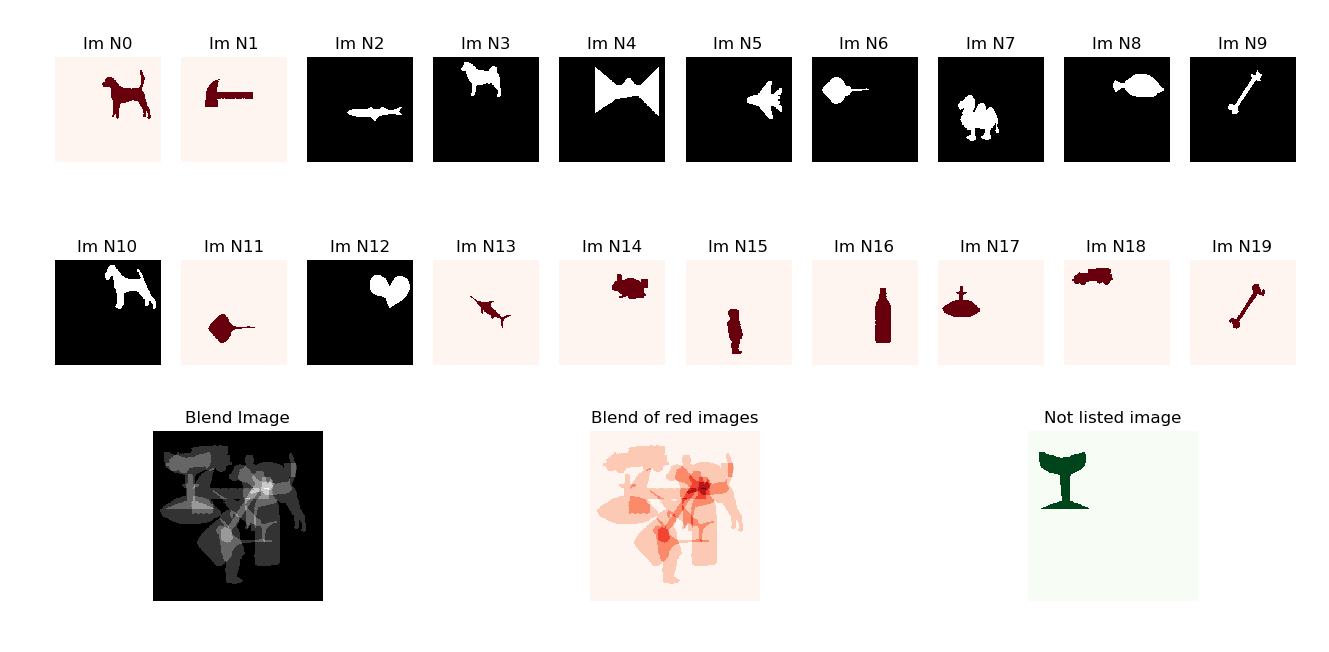 Im N0 Im N1 Im N2 Im N3 Im N4 Im N5 Im N6 Im N7 Im N8 Im N9
Im N10 Im N11 Im N12 Im N13 Im N14 Im N15 Im N16 Im N17 Im N18 Im N19
Blend Image Blend of red images Not listed image